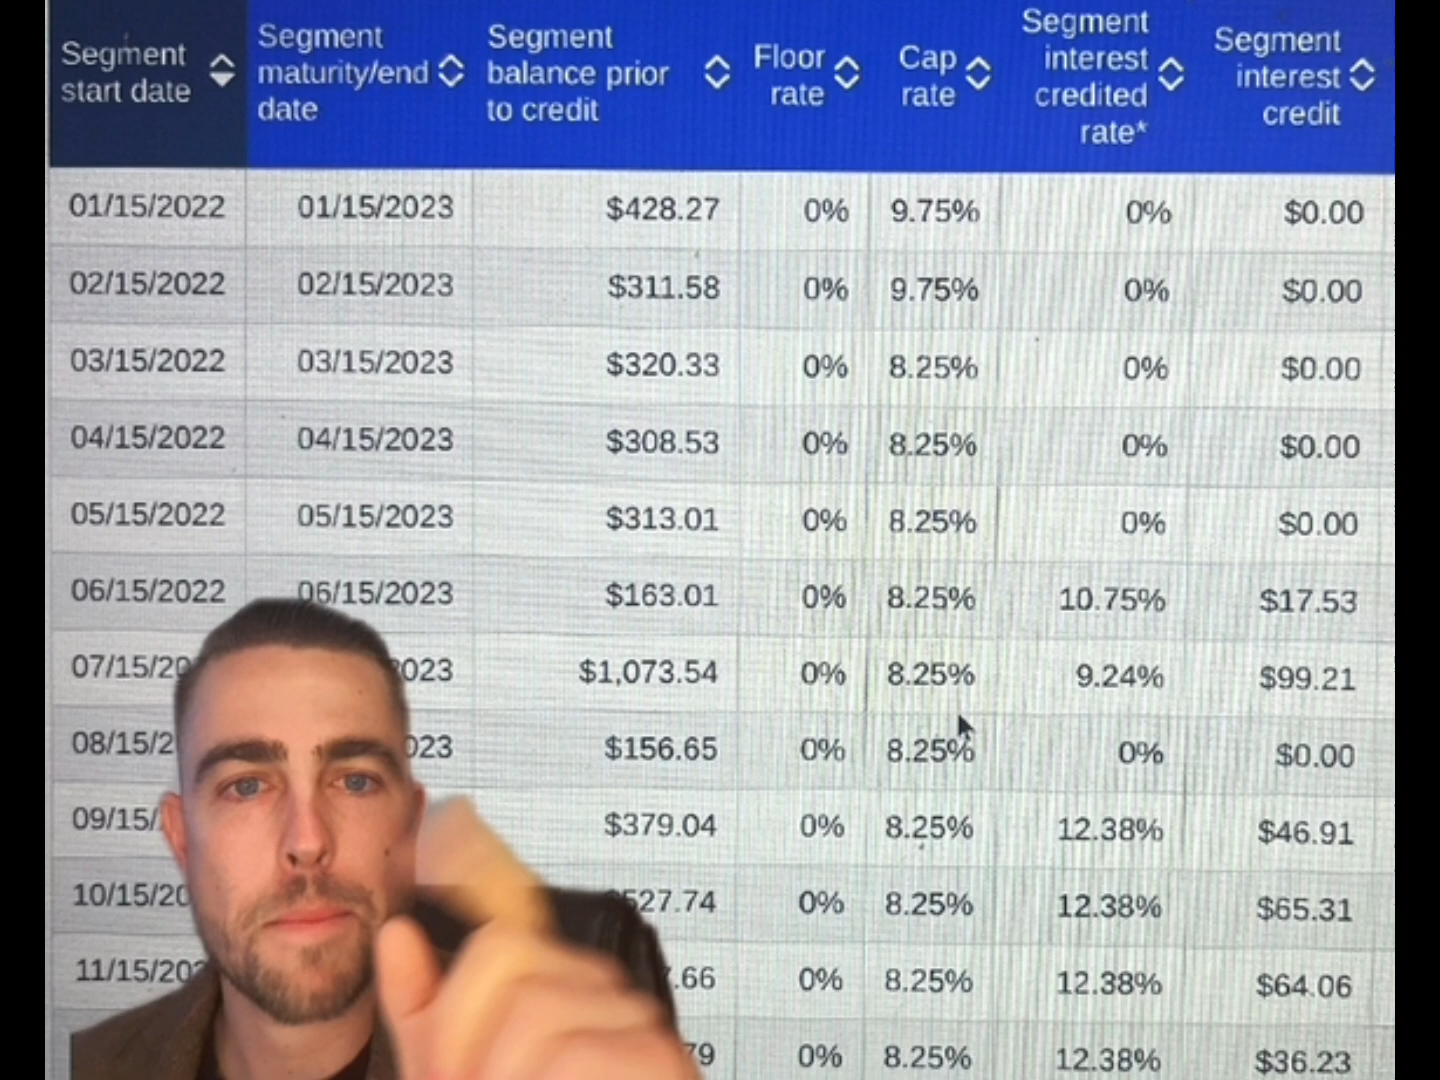 Segment start date
Segment maturity/end date
Segment balance prior to credit
Floor rate
Cap rate
Segment interest credited rate*
Segment interest credit
01/15/2022 01/15/2023 $428.27 0% 9.75% 0% $0.00
02/15/2022 02/15/2023 $311.58 0% 9.75% 0% $0.00
03/15/2022 03/15/2023 $320.33 0% 8.25% 0% $0.00
04/15/2022 04/15/2023 $308.53 0% 8.25% 0% $0.00
05/15/2022 05/15/2023 $313.01 0% 8.25% 0% $0.00
06/15/2022 06/15/2023 $163.01 0% 8.25% 10.75% $17.53
07/15/20 023 $1,073.54 0% 8.25% 9.24% $99.21
08/15/2 023 $156.65 0% 8.25% 0% $0.00
09/15/ $379.04 0% 8.25% 12.38% $46.91
10/15/20 527.74 0% 8.25% 12.38% $65.31
11/15/20 .66 0% 8.25% 12.38% $64.06
79 0% 8.25% 12.38% $36.23